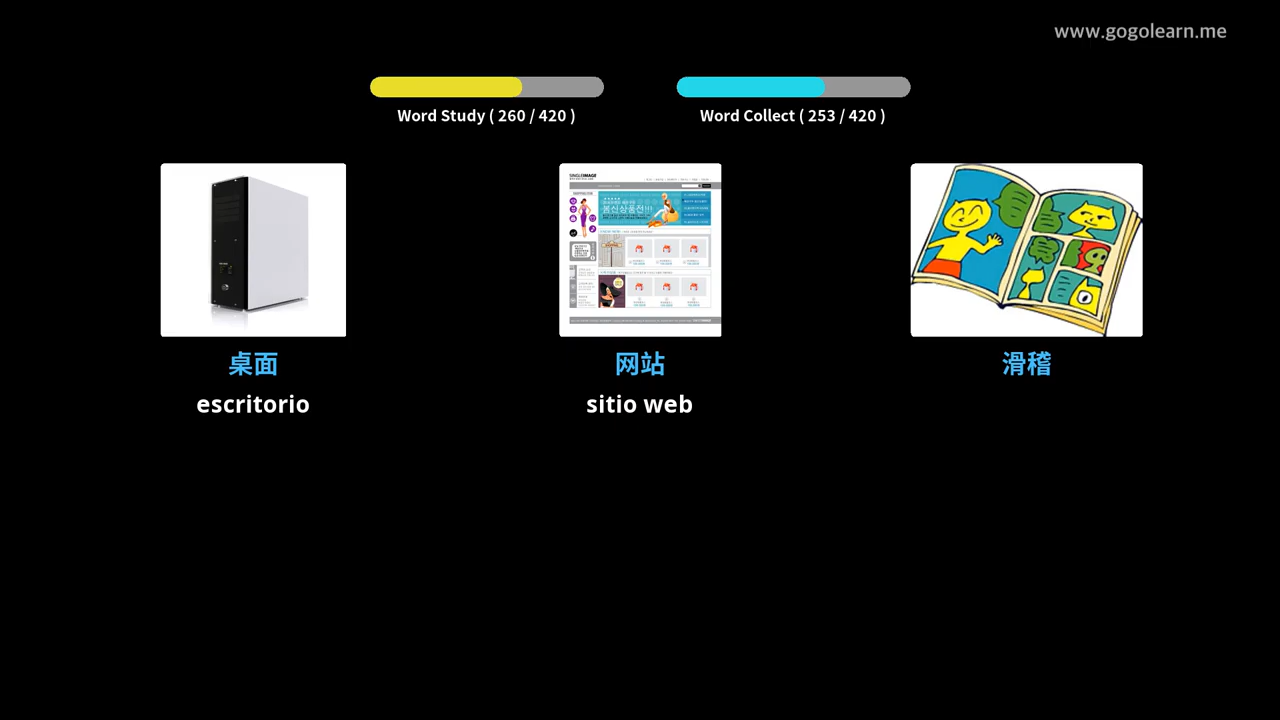 www.gogolearn.me
Word Study ( 260 / 420 )
Word Collect ( 253 / 420 )
桌面
网站
滑稽
escritorio
sitio web